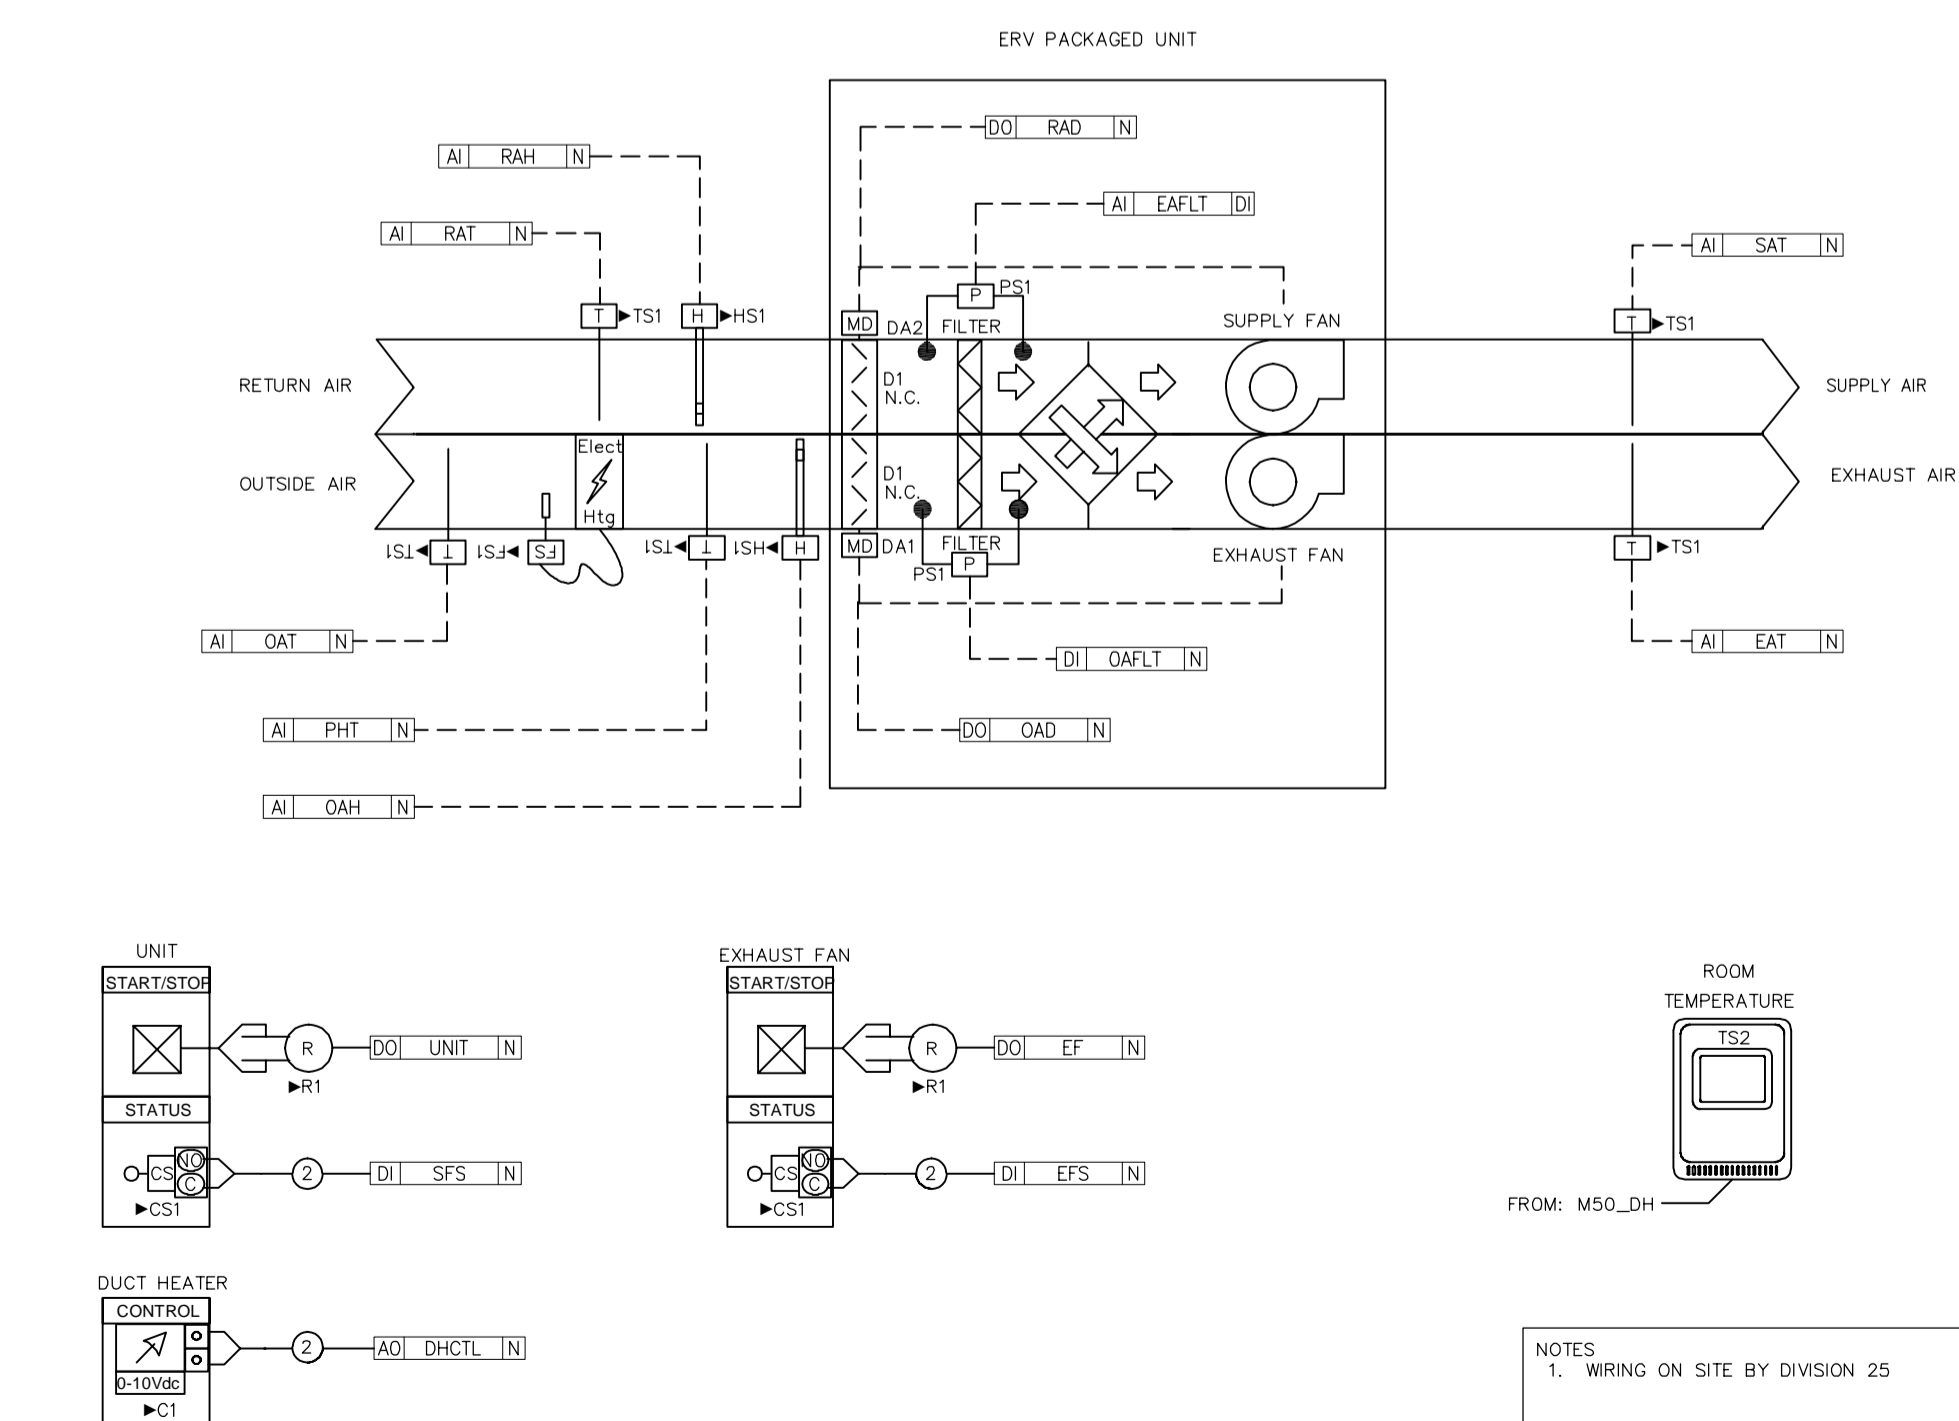 ERV PACKAGED UNIT
DO RAD N
AI RAH N
AI EAFLT DI
AI RAT N
AI SAT N
P PS1
T ▶TS1
H ▶HS1
MD DA2 FILTER
SUPPLY FAN
T ▶TS1
RETURN AIR
D1
N.C.
SUPPLY AIR
Elect
Htg
OUTSIDE AIR
D1
N.C.
EXHAUST AIR
TS1 T
FS1 FS
TS1 T
HS1 H
MD DA1 FILTER
PS1 P
EXHAUST FAN
T ▶TS1
AI OAT N
AI EAT N
DI OAFLT N
AI PHT N
DO OAD N
AI OAH N
UNIT
START/STOP
R
DO UNIT N
▶R1
STATUS
CS NO
C
2
DI SFS N
▶CS1
EXHAUST FAN
START/STOP
R
DO EF N
▶R1
STATUS
CS NO
C
2
DI EFS N
▶CS1
ROOM
TEMPERATURE
TS2
FROM: M50_DH
DUCT HEATER
CONTROL
2
AO DHCTL N
0-10Vdc
▶C1
NOTES
1. WIRING ON SITE BY DIVISION 25